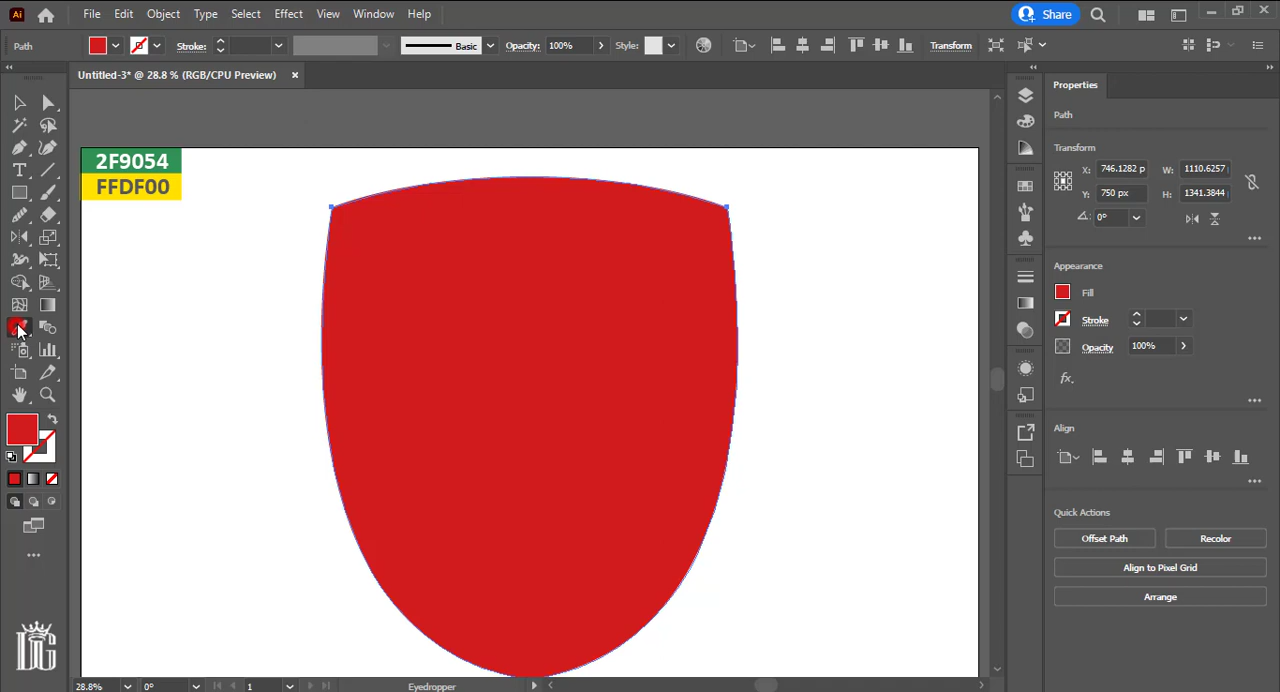 Ai File Edit Object Type Select Effect View Window Help Share
Path Stroke: Basic Opacity: 100% Style: Transform
Untitled-3* @ 28.8 % (RGB/CPU Preview) ×
Properties
Path
2F9054
FFDF00
Transform
X: 746.1282 p W: 1110.6257
Y: 750 px H: 1341.3844
0°
Appearance
Fill
Stroke
Opacity 100%
fx.
Align
Quick Actions
Offset Path Recolor
Align to Pixel Grid
Arrange
DG
28.8% 0° 1 Eyedropper